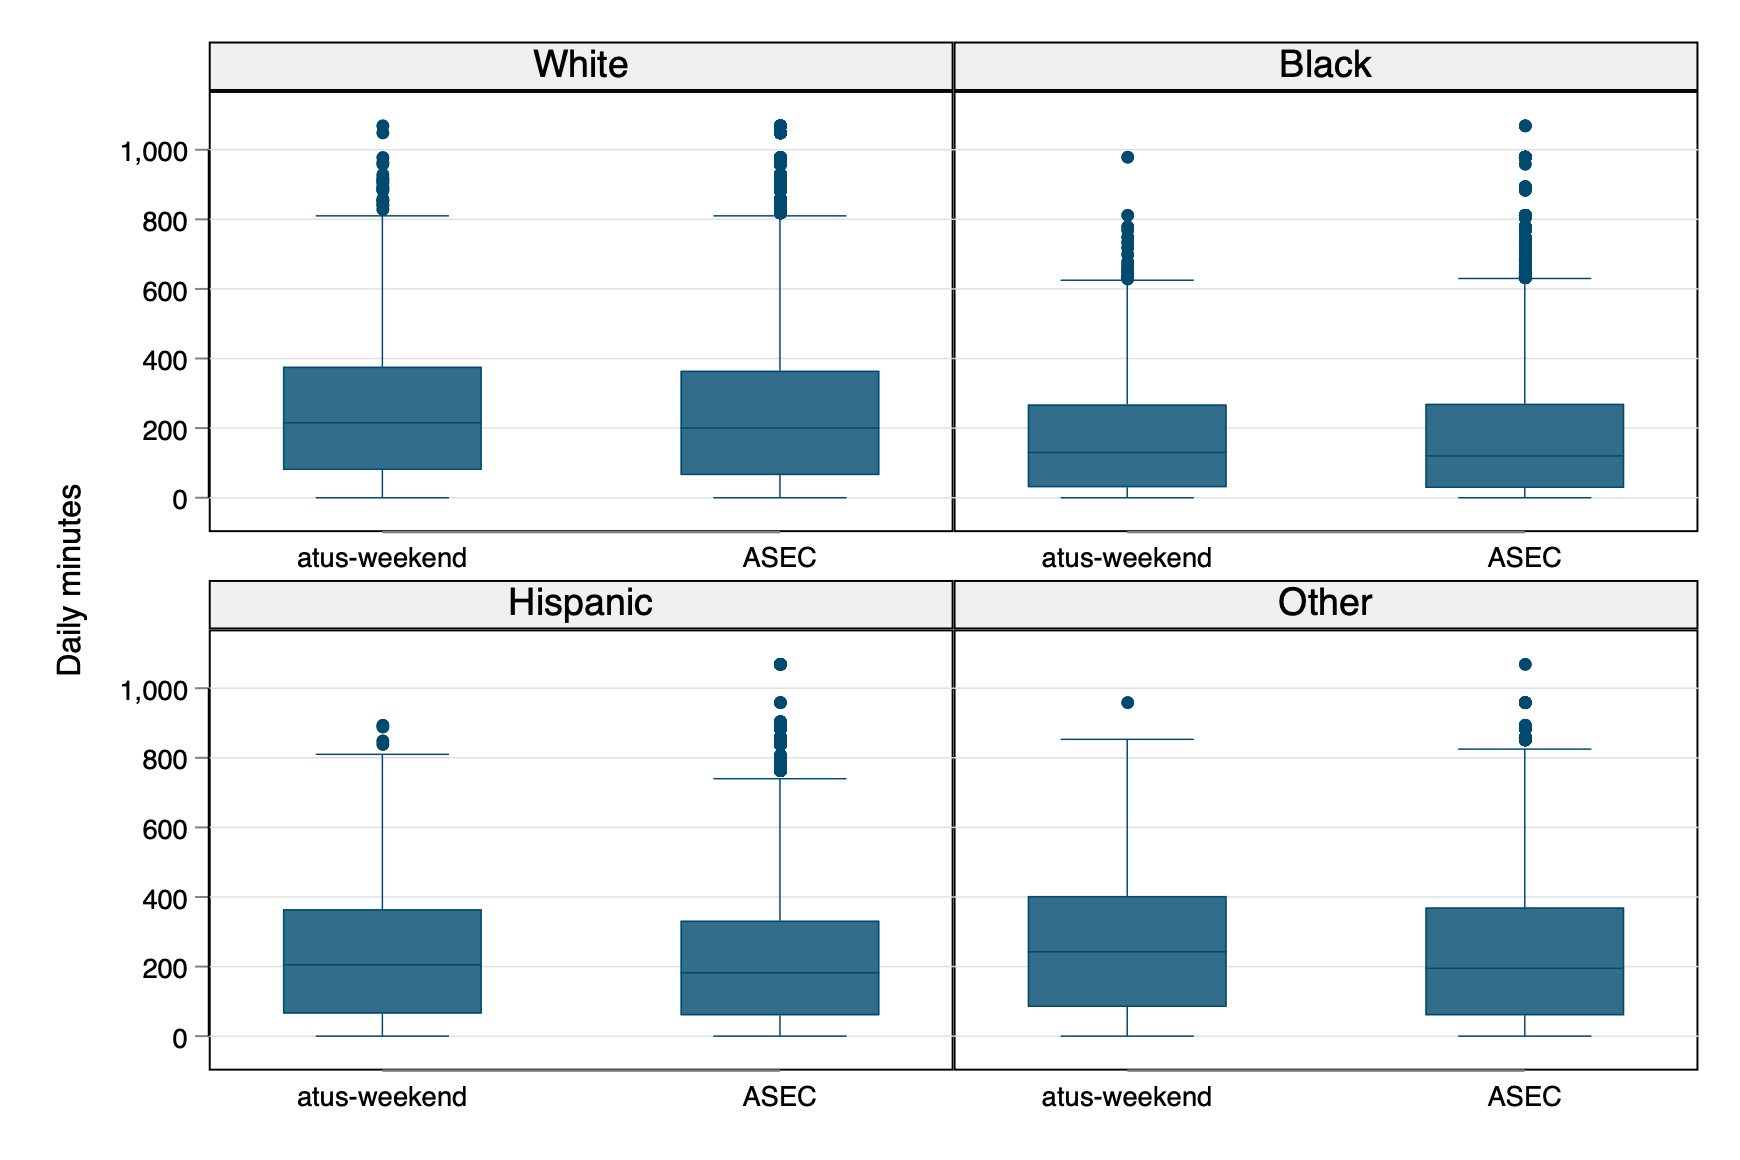 White
Black
1,000
800
600
400
200
0
atus-weekend
ASEC
atus-weekend
ASEC
Daily minutes
Hispanic
Other
1,000
800
600
400
200
0
atus-weekend
ASEC
atus-weekend
ASEC